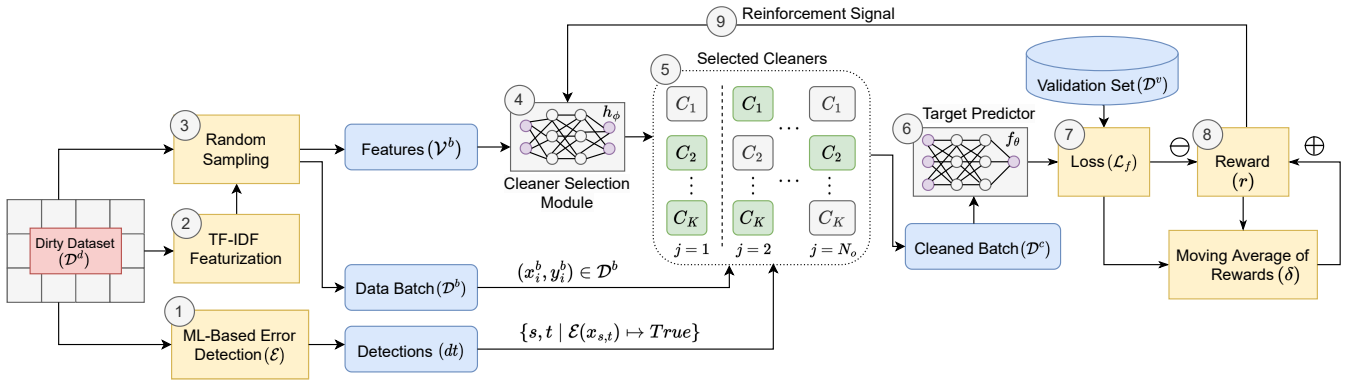 9
Reinforcement Signal
5
Selected Cleaners
4
h_ϕ
C_1
C_1
C_1
...
C_2
C_2
C_2
⋮
⋮
...
⋮
C_K
C_K
C_K
j = 1
j = 2
j = N_o
Validation Set (𝒟^v)
3
Random
Sampling
Features (𝒱^b)
Cleaner Selection
Module
Target Predictor
6
f_θ
7
Loss (ℒ_f)
⊖
8
Reward
(r)
⊕
2
TF-IDF
Featurization
Dirty Dataset
(𝒟^d)
Cleaned Batch (𝒟^c)
Moving Average of
Rewards (δ)
Data Batch (𝒟^b)
(x_i^b, y_i^b) ∈ 𝒟^b
1
ML-Based Error
Detection (ℰ)
Detections (dt)
{s, t | ℰ(x_{s,t}) ↦ True}